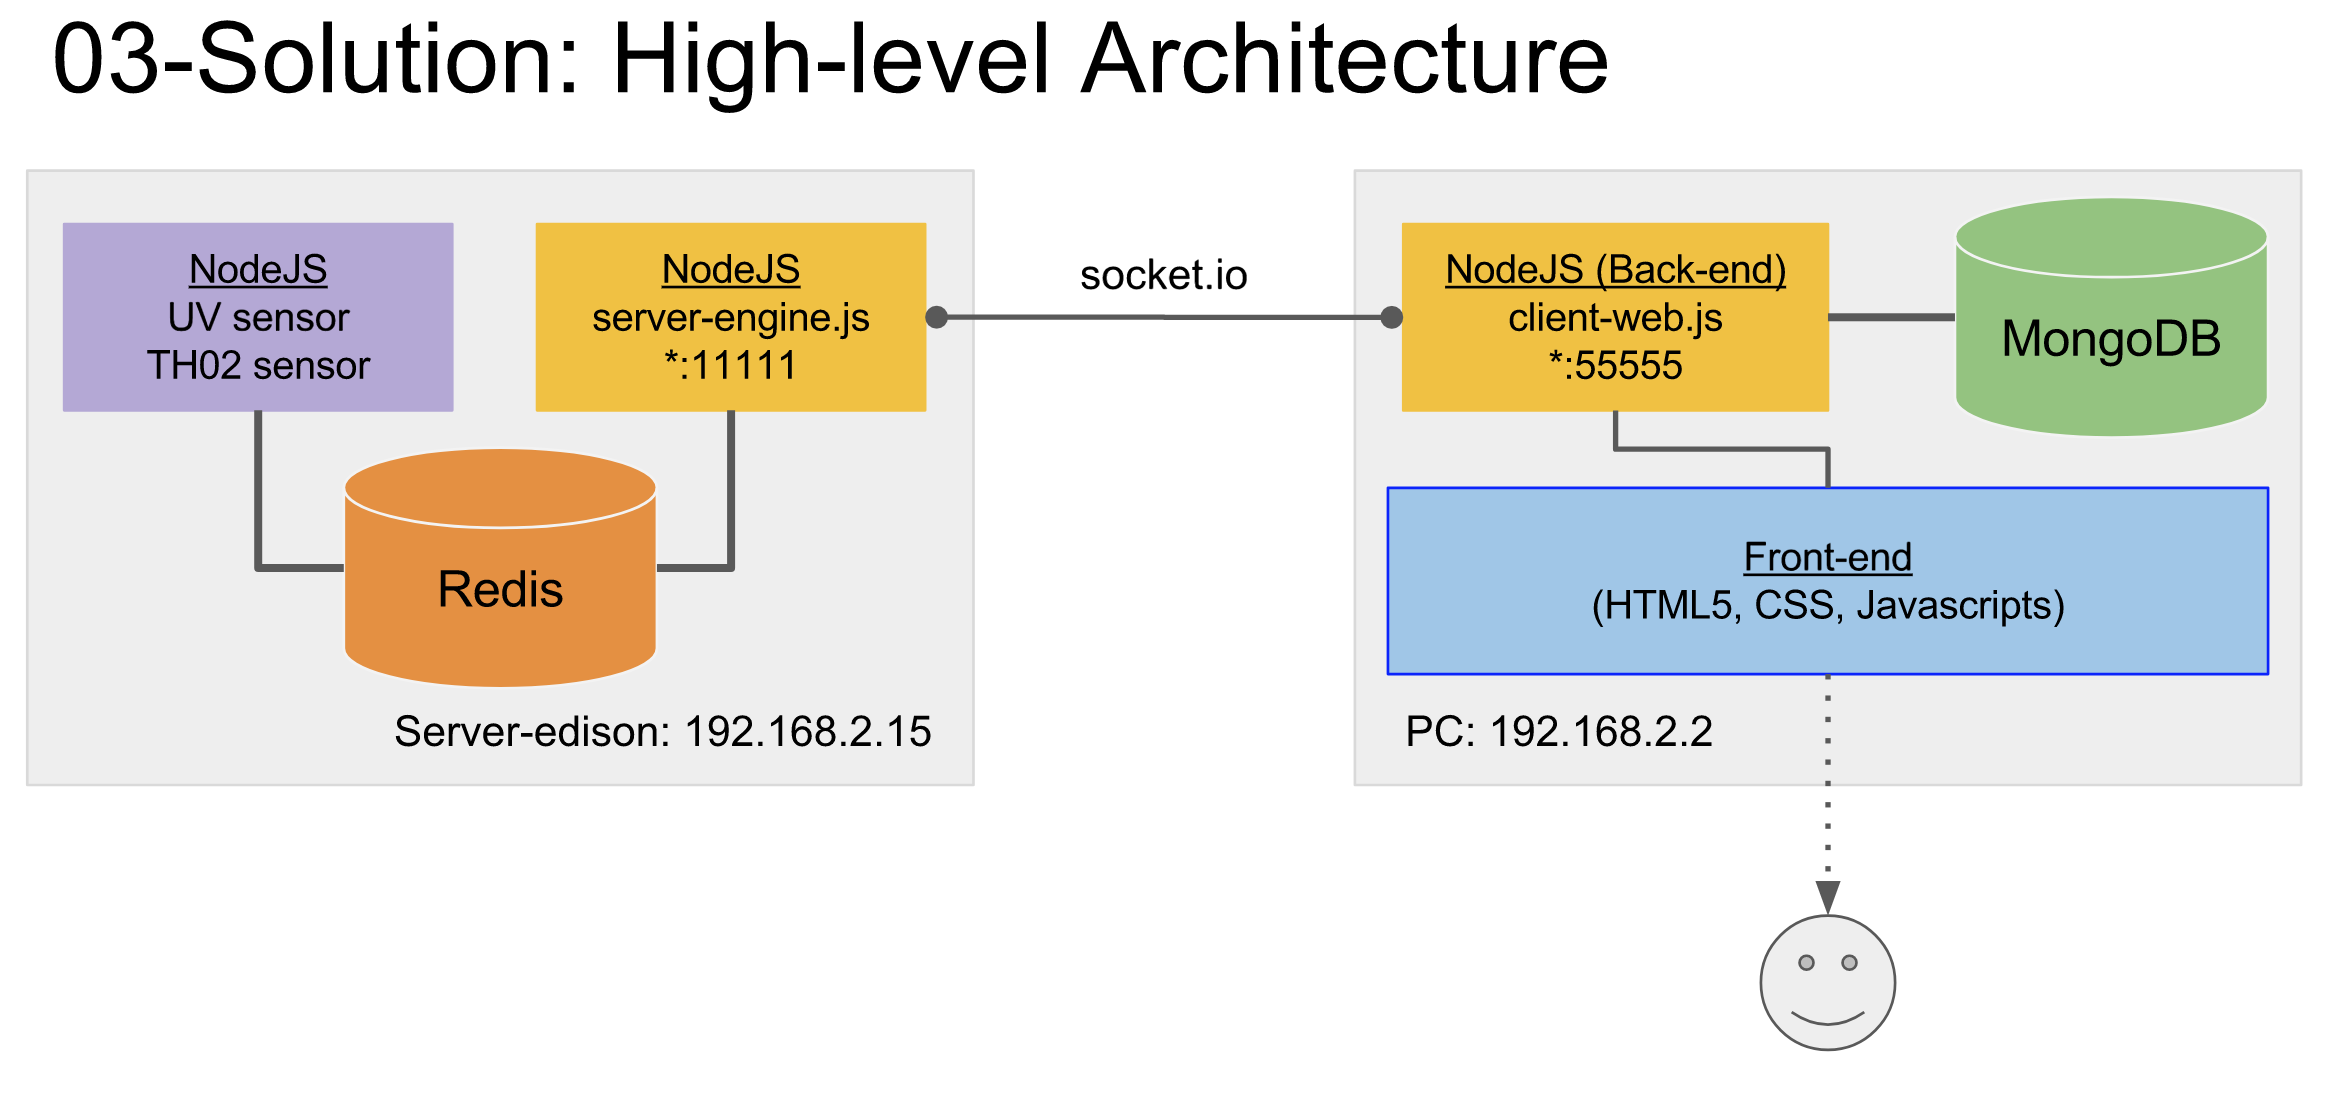 03-Solution: High-level Architecture
NodeJS
UV sensor
TH02 sensor
NodeJS
server-engine.js
*:11111
Redis
Server-edison: 192.168.2.15
socket.io
NodeJS (Back-end)
client-web.js
*:55555
MongoDB
Front-end
(HTML5, CSS, Javascripts)
PC: 192.168.2.2